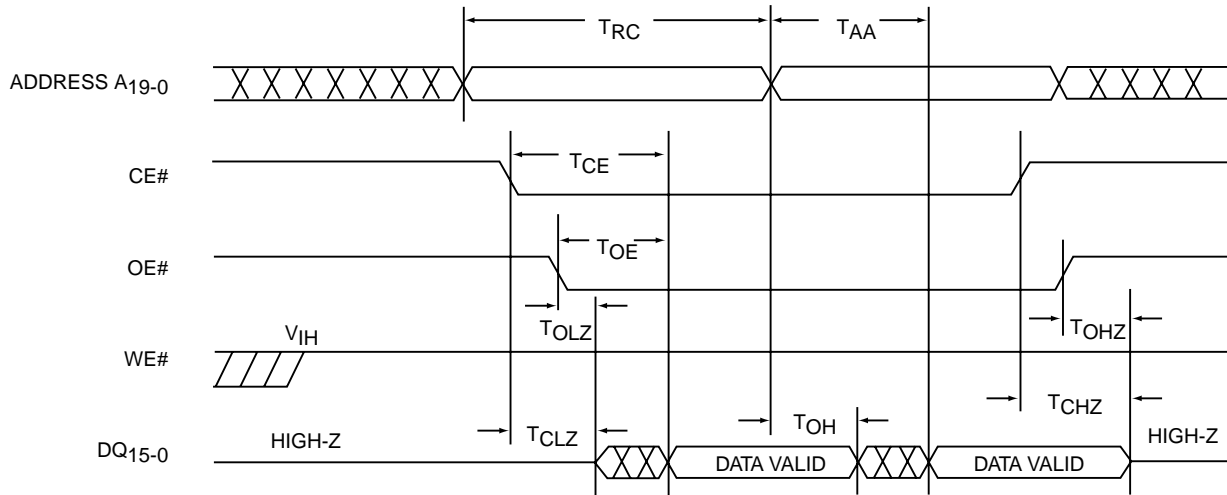 TRC TAA
ADDRESS A19-0
TCE
CE#
TOE
OE#
TOLZ TOHZ
VIH
WE#
TCHZ
TCLZ TOH
HIGH-Z HIGH-Z
DQ15-0 DATA VALID DATA VALID